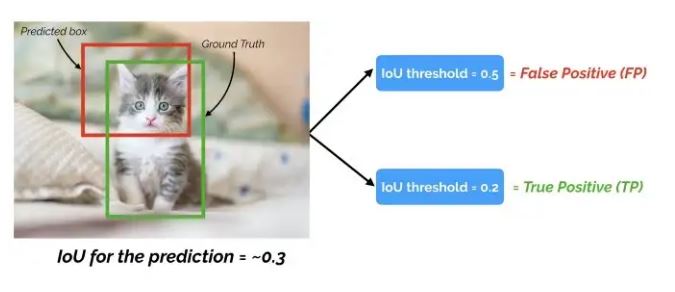 Predicted box
Ground Truth
IoU threshold = 0.5 = False Positive (FP)
IoU threshold = 0.2 = True Positive (TP)
IoU for the prediction = ~0.3